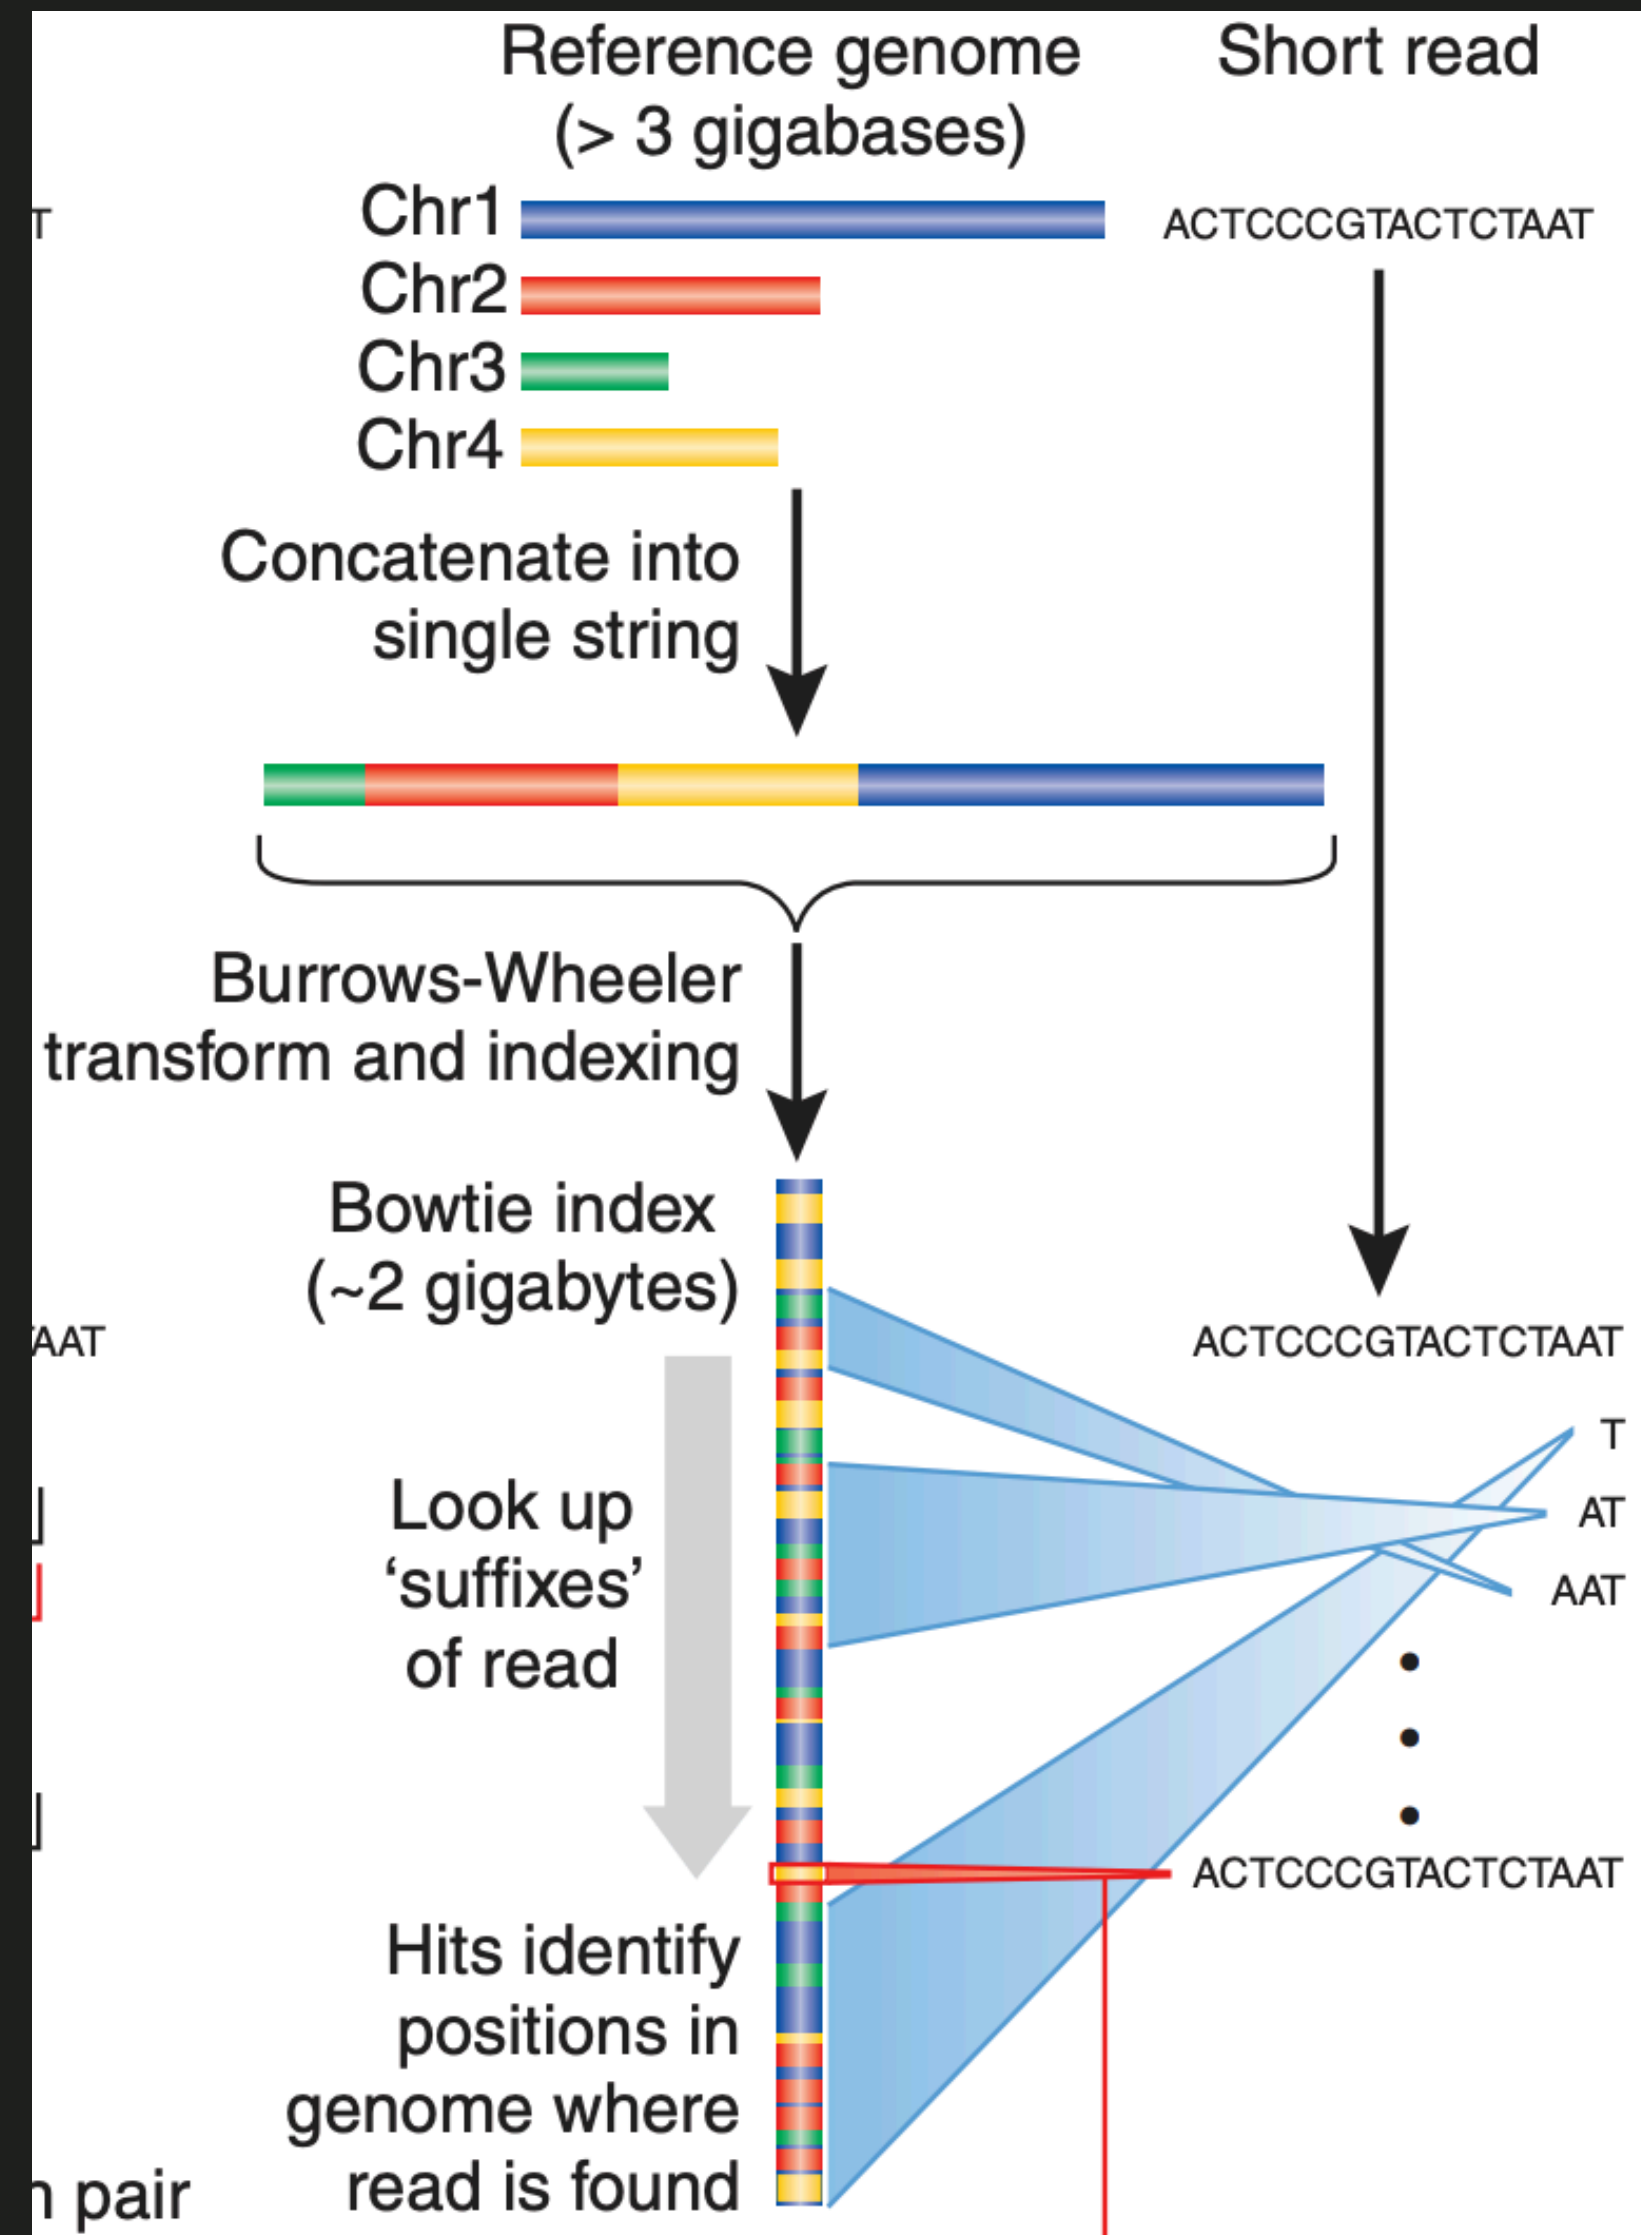 Reference genome
(> 3 gigabases)
Short read
Chr1
ACTCCCGTACTCTAAT
Chr2
Chr3
Chr4
Concatenate into
single string
Burrows-Wheeler
transform and indexing
Bowtie index
(~2 gigabytes)
Look up
‘suffixes’
of read
Hits identify
positions in
genome where
read is found
ACTCCCGTACTCTAAT
T
AT
AAT
ACTCCCGTACTCTAAT
T
AAT
pair